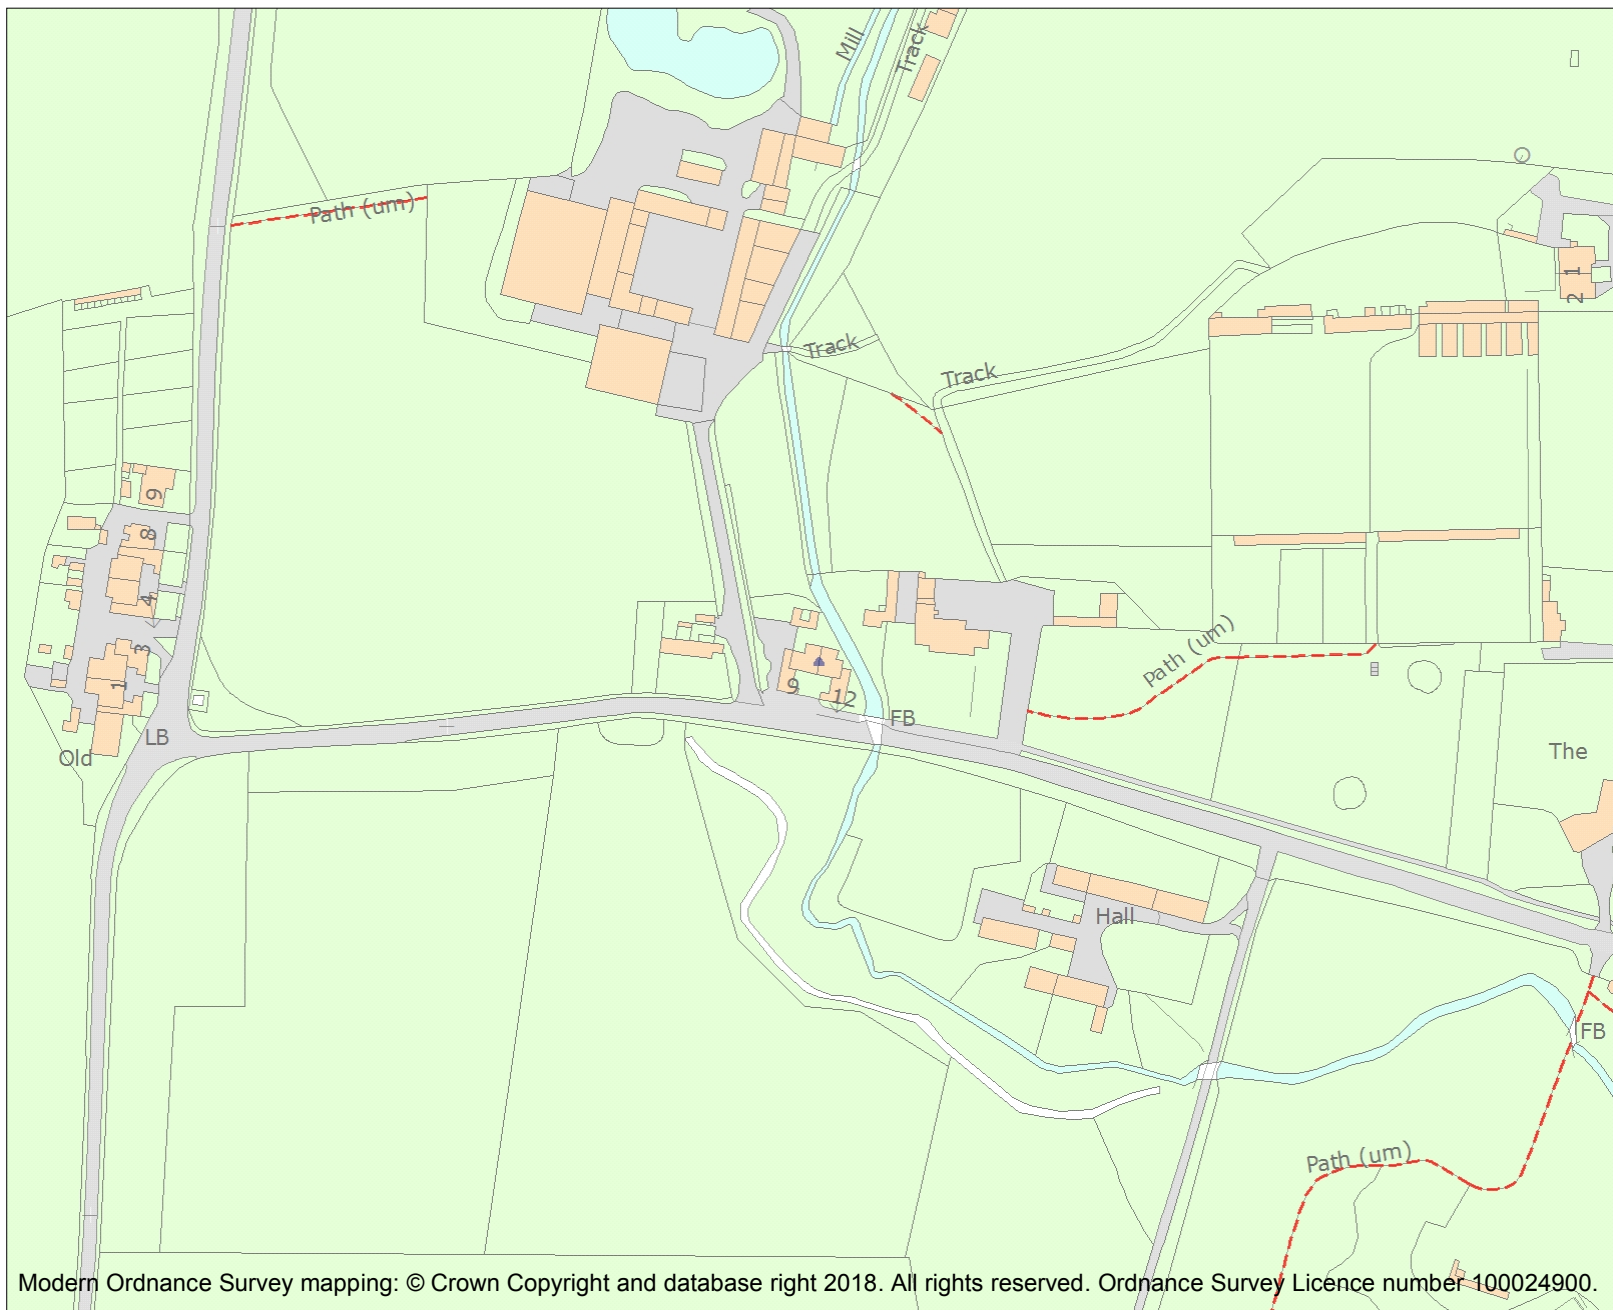 Mill
Track
Path (um)
1
2
Track
Track
9
8
4
3
1
Path (um)
9
12
FB
LB
Old
The
Hall
FB
Path (um)
Modern Ordnance Survey mapping: © Crown Copyright and database right 2018. All rights reserved. Ordnance Survey Licence number 100024900.